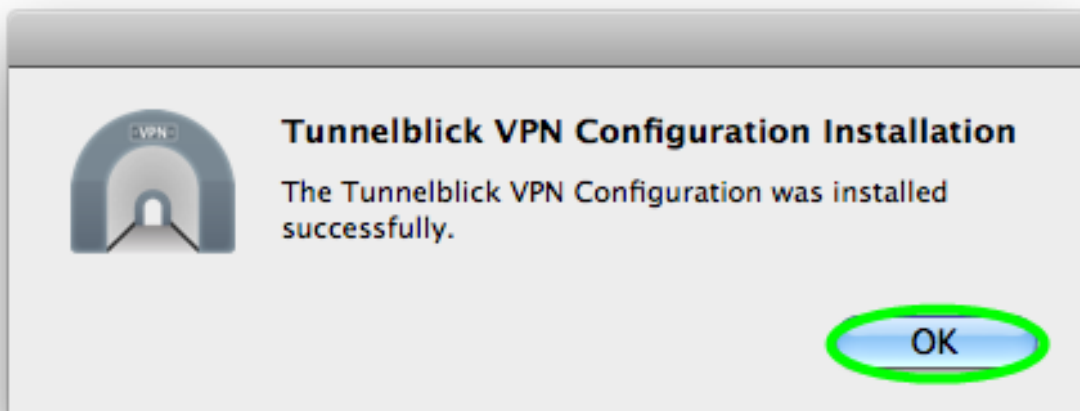 VPN
Tunnelblick VPN Configuration Installation
The Tunnelblick VPN Configuration was installed
successfully.
OK